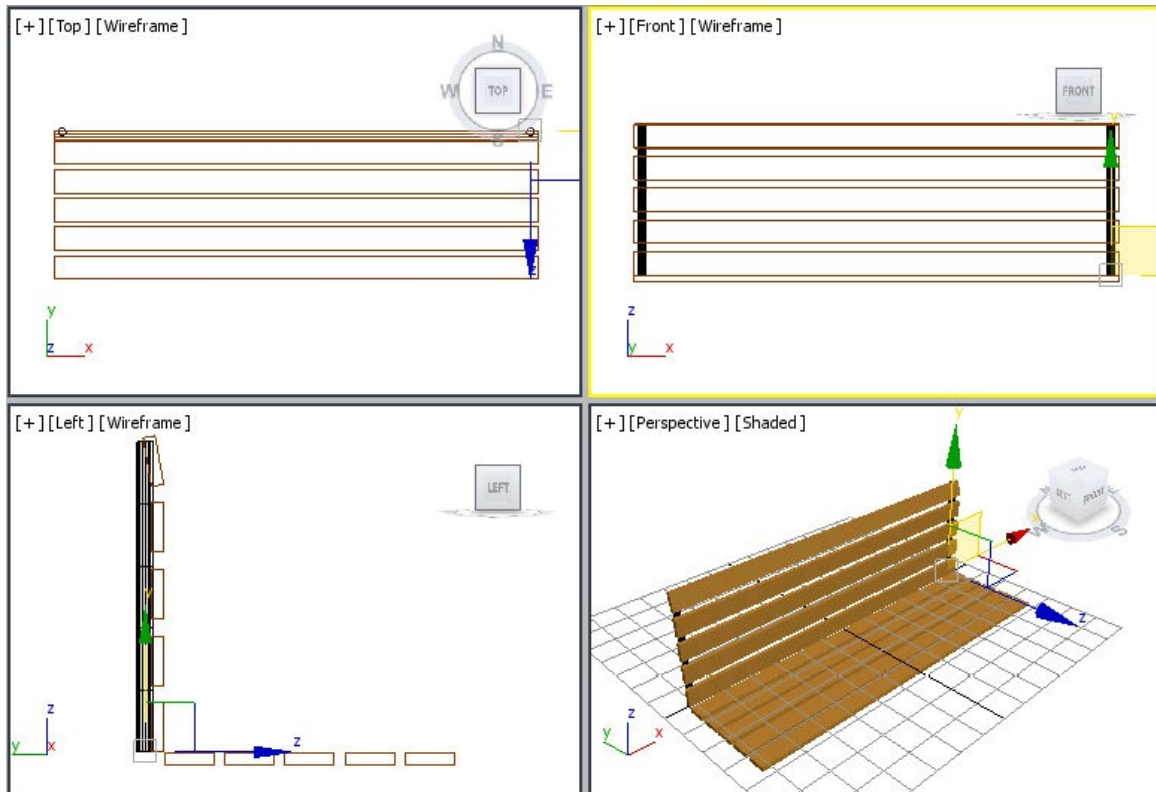 [+] [Top] [Wireframe]
N
W TOP E
S
z
y
z x
[+] [Front] [Wireframe]
FRONT
y
z
y x
[+] [Left] [Wireframe]
LEFT
y
z
z
y x
[+] [Perspective] [Shaded]
y
x
W S
z
z
y x